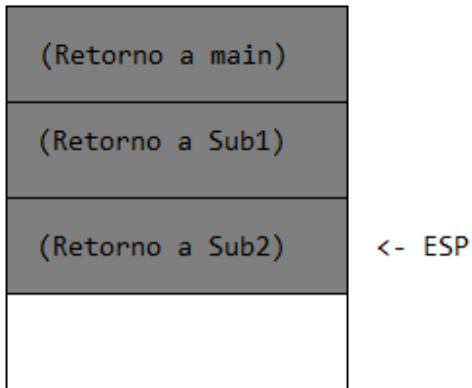 (Retorno a main)
(Retorno a Sub1)
(Retorno a Sub2) <- ESP